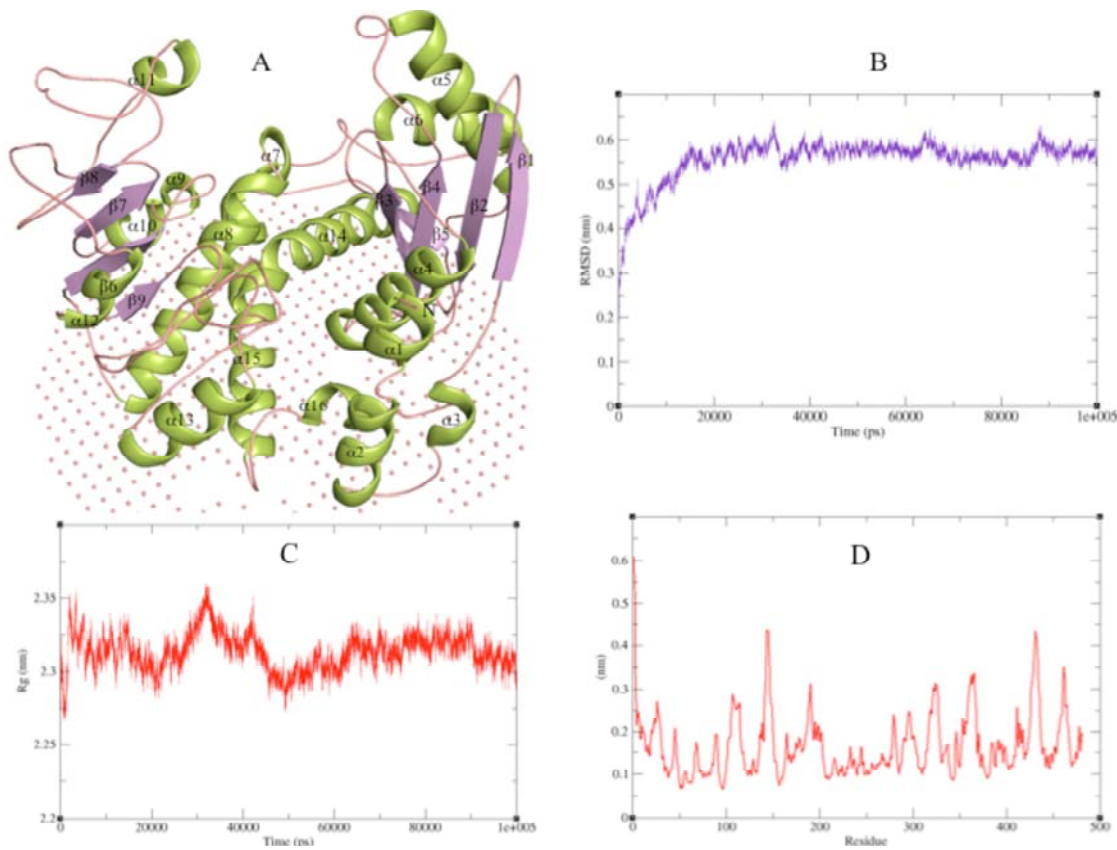 A
α11
α5
α6
α7
β1
β8
α9
β4
β7
β3
β2
α10
α8
α14
β5
α4
β6
β9
N
α12
α1
α15
α16
α13
α3
α2
B
RMSD (nm)
0.6
0.5
0.4
0.3
0.2
0.1
0
0 20000 40000 60000 80000 1e+005
Time (ps)
C
Rg (nm)
2.35
2.3
2.25
2.2
0 20000 40000 60000 80000 1e+005
Time (ps)
D
(nm)
0.6
0.5
0.4
0.3
0.2
0.1
0
0 100 200 300 400 500
Residue